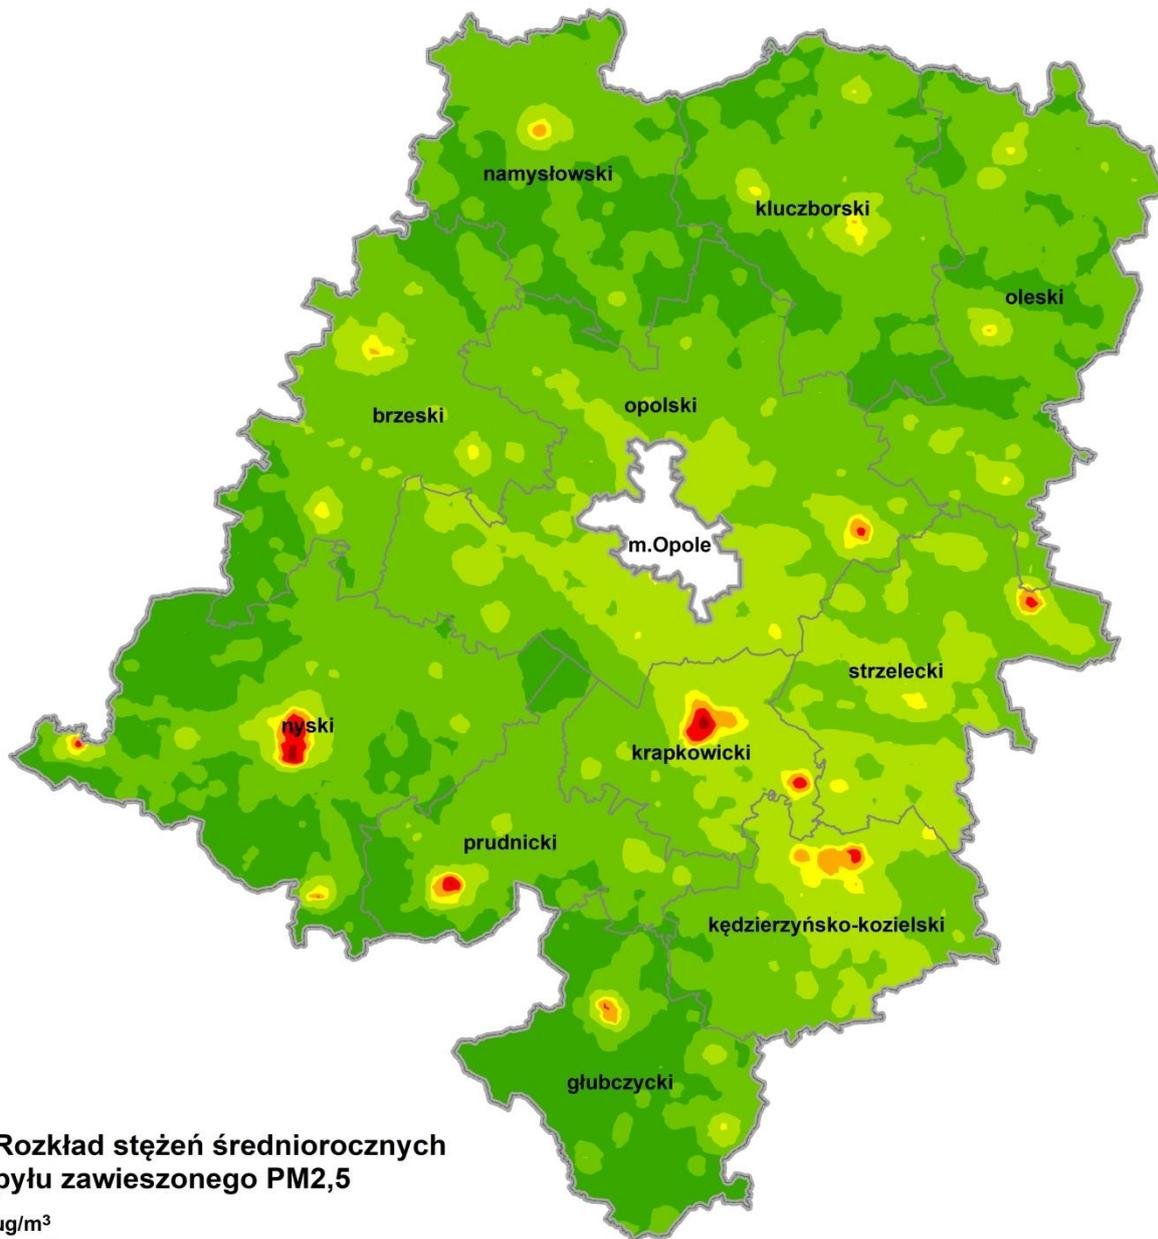 namysłowski
kluczborski
oleski
opolski
brzeski
m.Opole
strzelecki
nyski
krapkowicki
prudnicki
kędzierzyńsko-kozielski
głubczycki
Rozkład stężeń średniorocznych
pyłu zawieszonego PM2,5
ug/m³